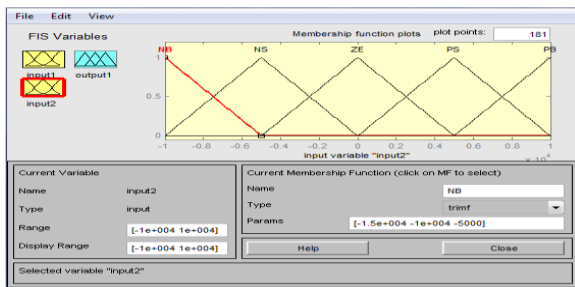 File Edit View
FIS Variables
Membership function plots plot points: 181
input1 output1
input2
NB NS ZE PS PB
1
0.5
0
-1 -0.8 -0.6 -0.4 -0.2 0 0.2 0.4 0.6 0.8 1
input variable "input2"
x 10^4
Current Variable
Name input2
Type input
Range [-1e+004 1e+004]
Display Range [-1e+004 1e+004]
Current Membership Function (click on MF to select)
Name NB
Type trimf
Params [-1.5e+004 -1e+004 -5000]
Help Close
Selected variable "input2"